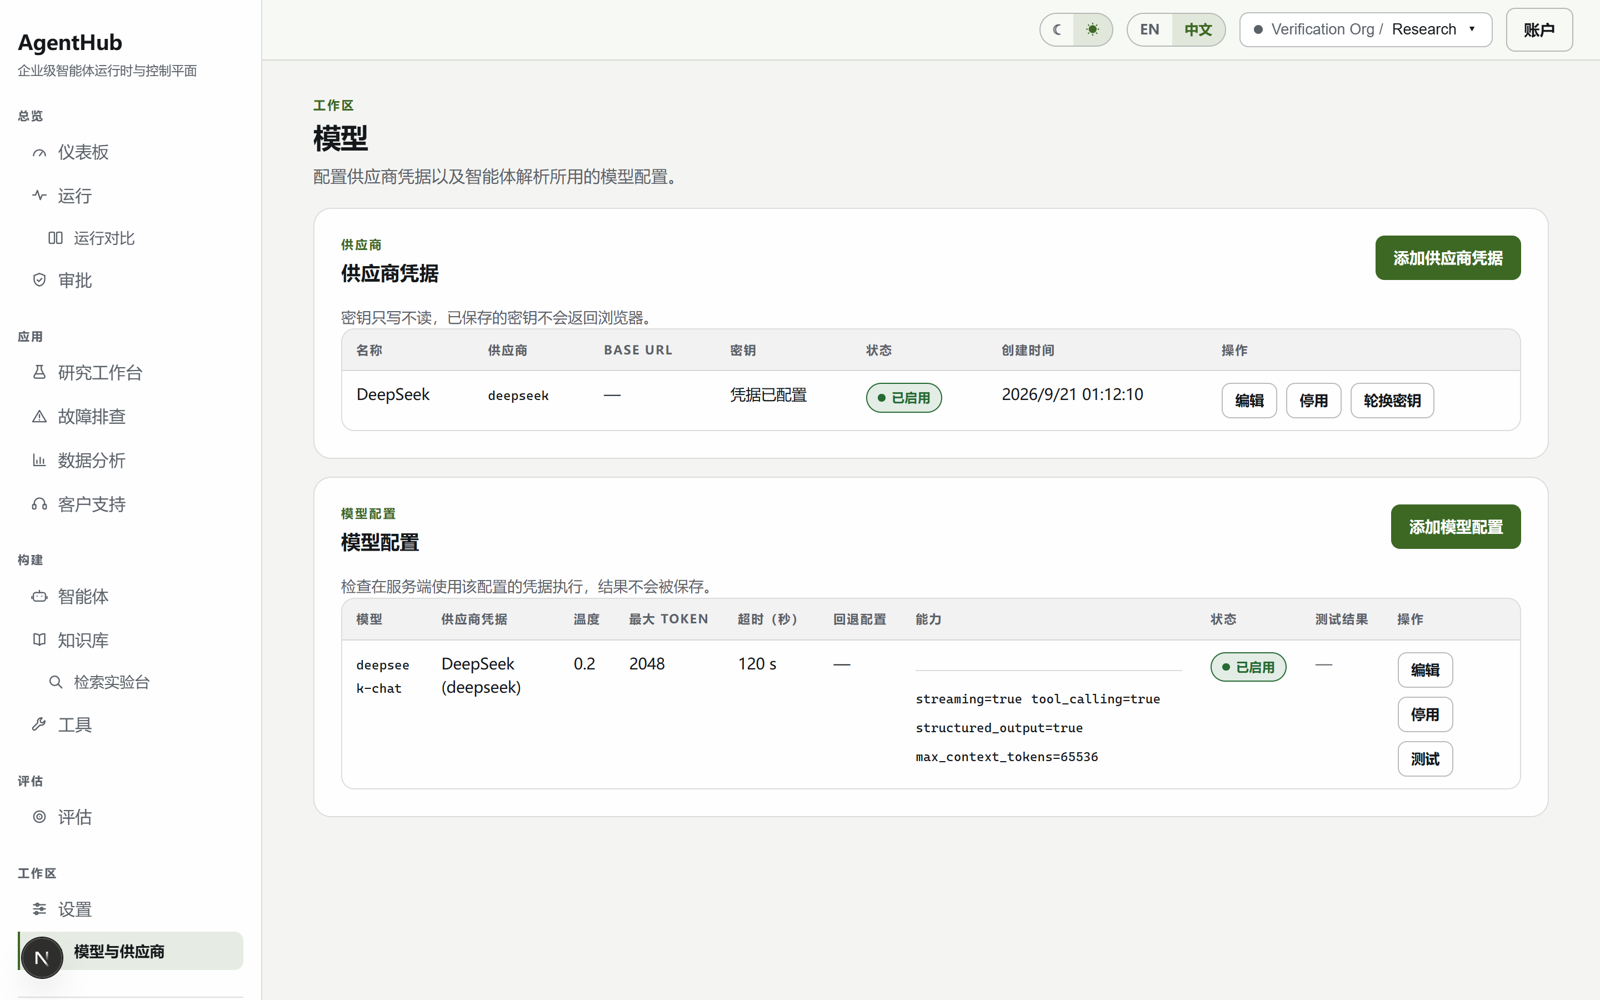 AgentHub
企业级智能体运行时与控制平面
总览
仪表板
运行
运行对比
审批
应用
研究工作台
故障排查
数据分析
客户支持
构建
智能体
知识库
检索实验台
工具
评估
评估
工作区
设置
N 模型与供应商
EN 中文 Verification Org / Research 账户
工作区
模型
配置供应商凭据以及智能体解析所用的模型配置。
供应商
供应商凭据
添加供应商凭据
密钥只写不读，已保存的密钥不会返回浏览器。
名称 供应商 BASE URL 密钥 状态 创建时间 操作
DeepSeek deepseek — 凭据已配置 已启用 2026/9/21 01:12:10 编辑 停用 轮换密钥
模型配置
模型配置
添加模型配置
检查在服务端使用该配置的凭据执行，结果不会被保存。
模型 供应商凭据 温度 最大 TOKEN 超时（秒） 回退配置 能力 状态 测试结果 操作
deepsee
k-chat
DeepSeek
(deepseek)
0.2 2048 120 s —
streaming=true tool_calling=true
structured_output=true
max_context_tokens=65536
已启用 —
编辑
停用
测试